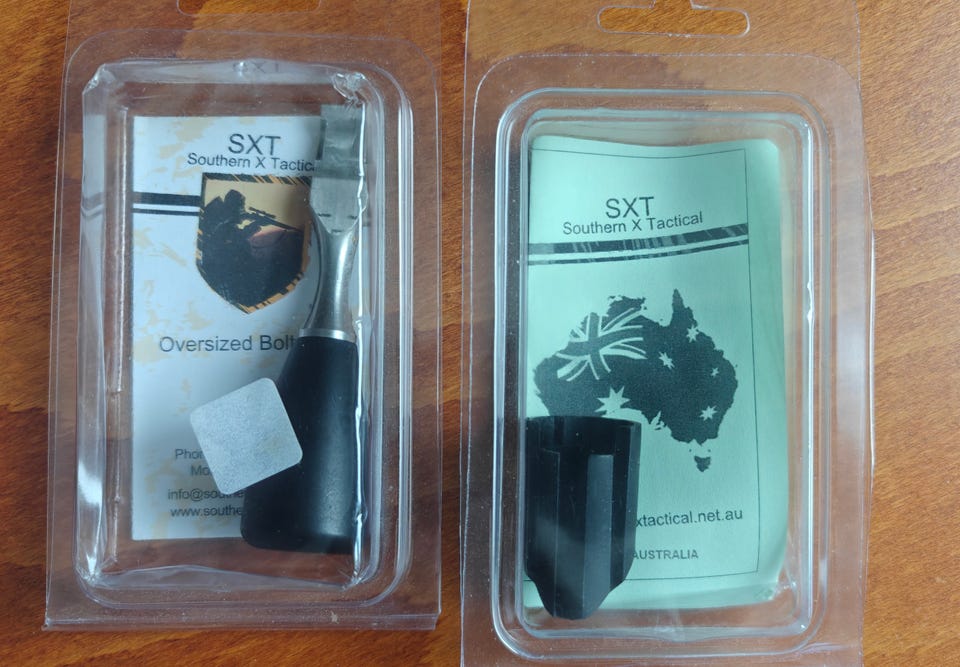 SXT
Southern X Tactical
Oversized Bolt
info@southe
www.southe
SXT
Southern X Tactical
xtactical.net.au
AUSTRALIA